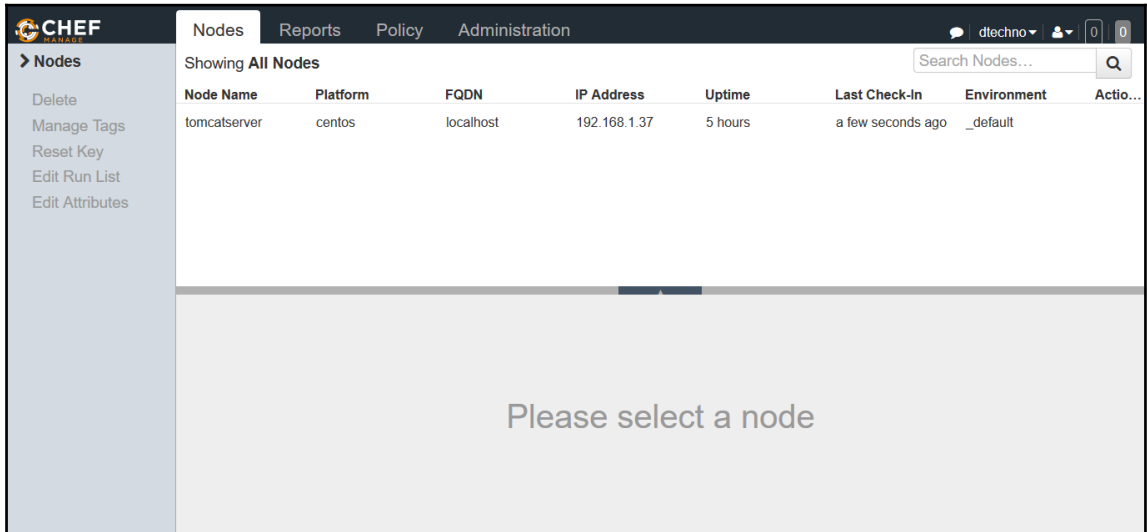 CHEF
MANAGE
Nodes Reports Policy Administration
dtechno 0 0
Nodes
Delete
Manage Tags
Reset Key
Edit Run List
Edit Attributes
Showing All Nodes
Search Nodes...
Node Name Platform FQDN IP Address Uptime Last Check-In Environment Actio...
tomcatserver centos localhost 192.168.1.37 5 hours a few seconds ago _default
Please select a node